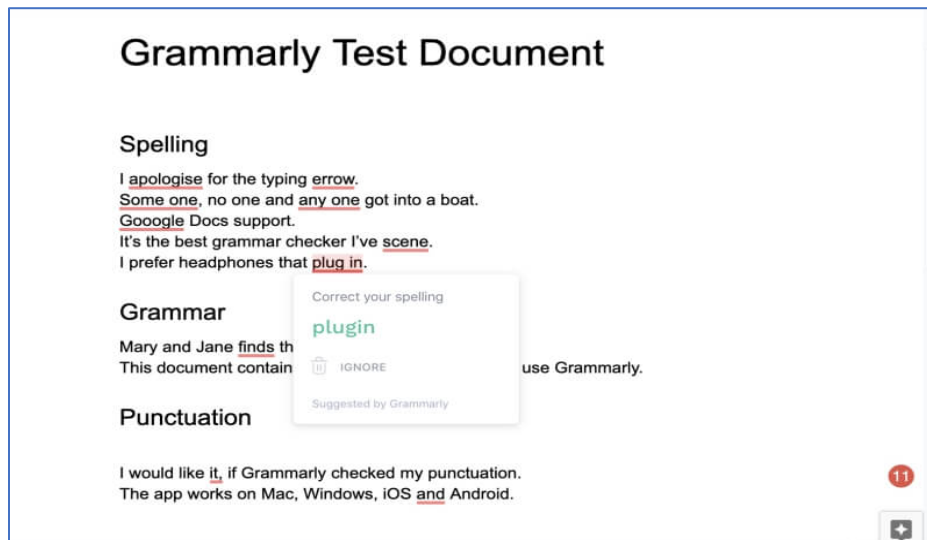 Grammarly Test Document
Spelling
I apologise for the typing errow.
Some one, no one and any one got into a boat.
Gooogle Docs support.
It's the best grammar checker I've scene.
I prefer headphones that plug in.
Correct your spelling
plugin
IGNORE
Suggested by Grammarly
Grammar
Mary and Jane finds th
This document contain use Grammarly.
Punctuation
I would like it, if Grammarly checked my punctuation.
The app works on Mac, Windows, iOS and Android.
11